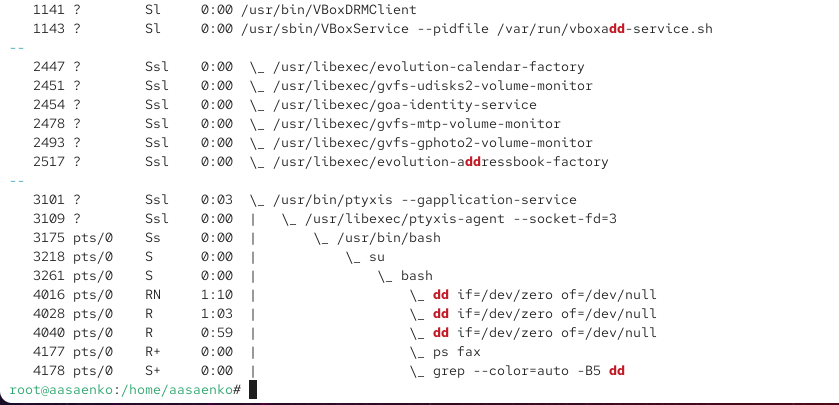 1141 ?        Sl     0:00 /usr/bin/VBoxDRMClient
1143 ?        Sl     0:00 /usr/sbin/VBoxService --pidfile /var/run/vboxadd-service.sh
--
2447 ?        Ssl    0:00  \_ /usr/libexec/evolution-calendar-factory
2451 ?        Ssl    0:00  \_ /usr/libexec/gvfs-udisks2-volume-monitor
2454 ?        Ssl    0:00  \_ /usr/libexec/goa-identity-service
2478 ?        Ssl    0:00  \_ /usr/libexec/gvfs-mtp-volume-monitor
2493 ?        Ssl    0:00  \_ /usr/libexec/gvfs-gphoto2-volume-monitor
2517 ?        Ssl    0:00  \_ /usr/libexec/evolution-addressbook-factory
--
3101 ?        Ssl    0:03  \_ /usr/bin/ptyxis --gapplication-service
3109 ?        Ssl    0:00  |   \_ /usr/libexec/ptyxis-agent --socket-fd=3
3175 pts/0    Ss     0:00  |       \_ /usr/bin/bash
3218 pts/0    S      0:00  |           \_ su
3261 pts/0    S      0:00  |               \_ bash
4016 pts/0    RN     1:10  |                   \_ dd if=/dev/zero of=/dev/null
4028 pts/0    R      1:03  |                   \_ dd if=/dev/zero of=/dev/null
4040 pts/0    R      0:59  |                   \_ dd if=/dev/zero of=/dev/null
4177 pts/0    R+     0:00  |                   \_ ps fax
4178 pts/0    S+     0:00  |                   \_ grep --color=auto -B5 dd
root@aasaenko:/home/aasaenko#